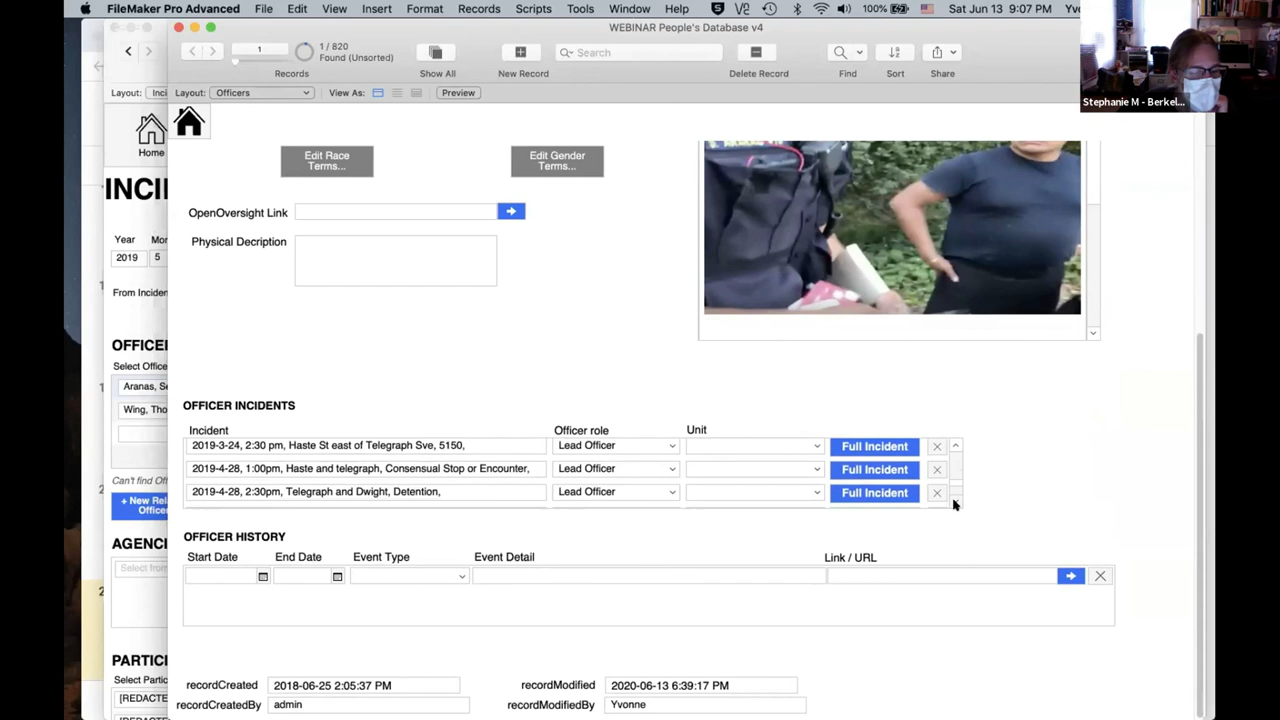 FileMaker Pro Advanced File Edit View Insert Format Records Scripts Tools Window Help 100% Sat Jun 13 9:07 PM Yv
WEBINAR People's Database v4
1 1 / 820 Found (Unsorted) Search
Records Show All New Record Delete Record Find Sort Share
Layout: Inci Layout: Officers View As: Preview
Stephanie M - Berkel...
Home
Edit Race Terms...
Edit Gender Terms...
INCI
OpenOversight Link
Year Mo
Physical Decription
2019 5
From Inciden
OFFICE
Select Office
Aranas, Se
Wing, Tho
Can't find Of
+ New Rel
Officer
AGENC
Select from
PARTIC
Select Partic
[REDACTE
OFFICER INCIDENTS
Incident Officer role Unit
2019-3-24, 2:30 pm, Haste St east of Telegraph Sve, 5150, Lead Officer Full Incident
2019-4-28, 1:00pm, Haste and telegraph, Consensual Stop or Encounter, Lead Officer Full Incident
2019-4-28, 2:30pm, Telegraph and Dwight, Detention, Lead Officer Full Incident
OFFICER HISTORY
Start Date End Date Event Type Event Detail Link / URL
recordCreated 2018-06-25 2:05:37 PM recordModified 2020-06-13 6:39:17 PM
recordCreatedBy admin recordModifiedBy Yvonne